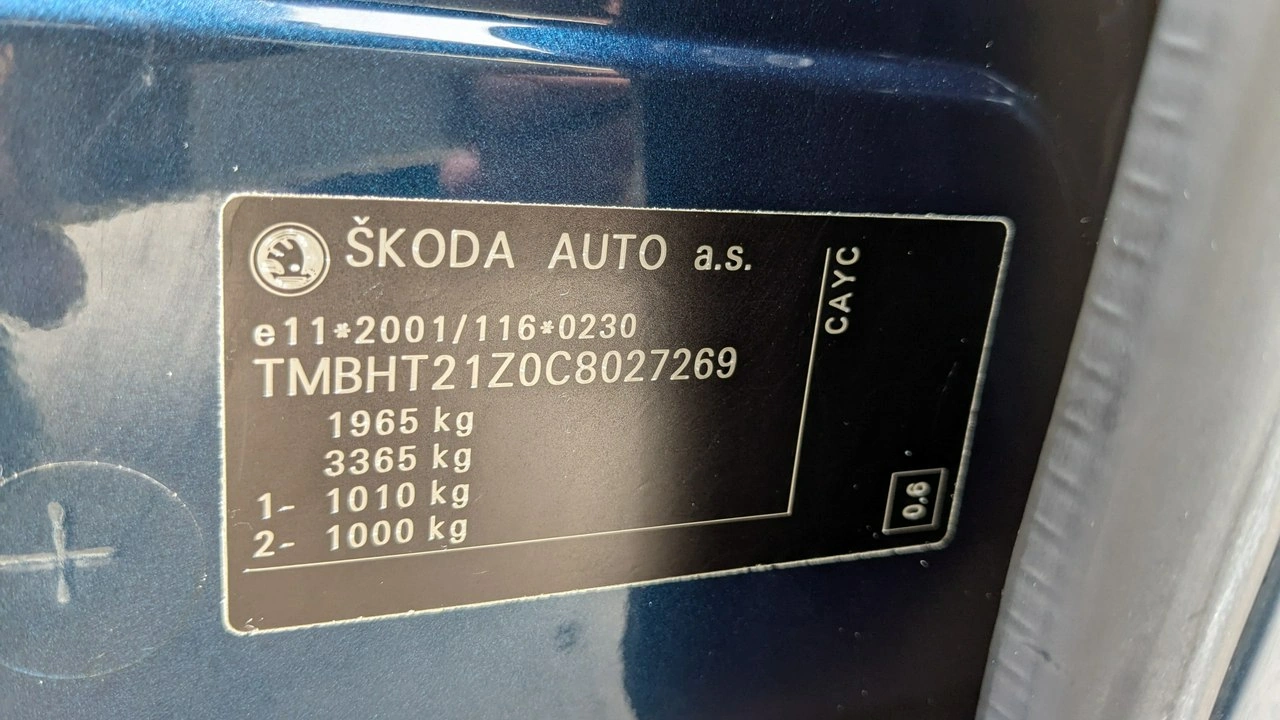 ŠKODA AUTO a.s.
e11*2001/116*0230
TMBHT21Z0C8027269
1965 kg
3365 kg
1- 1010 kg
2- 1000 kg
CAYC
0.6